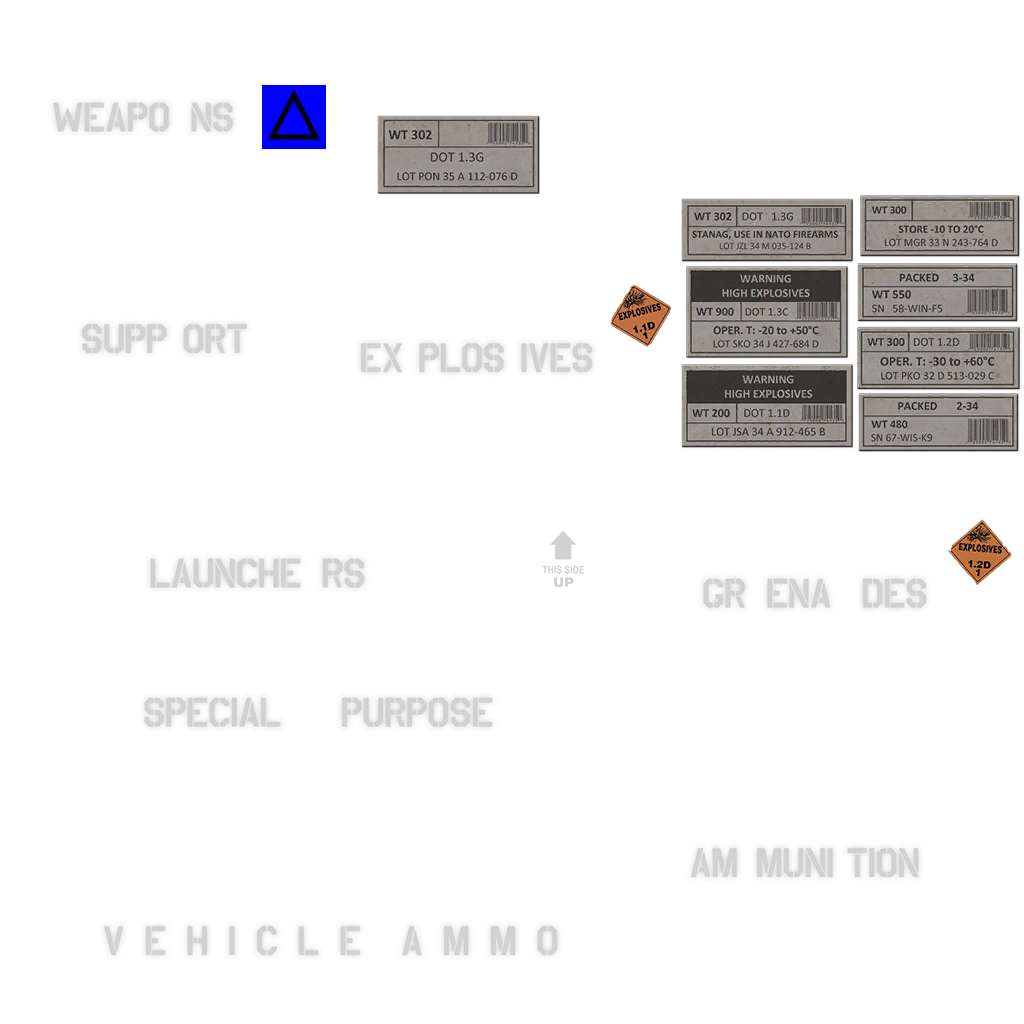 WEAPO NS
WT 302
DOT 1.3G
LOT PON 35 A 112-076 D
WT 302 DOT 1.3G
STANAG, USE IN NATO FIREARMS
LOT JZL 34 M 035-124 B
WT 300
STORE -10 TO 20°C
LOT MGR 33 N 243-764 D
WARNING
HIGH EXPLOSIVES
WT 900 DOT 1.3C
OPER. T: -20 to +50°C
LOT SKO 34 J 427-684 D
PACKED 3-34
WT 550
SN 58-WIN-F5
EXPLOSIVES
1.1D
1
SUPP ORT
EX PLOS IVES
WT 300 DOT 1.2D
OPER. T: -30 to +60°C
LOT PKO 32 D 513-029 C
WARNING
HIGH EXPLOSIVES
WT 200 DOT 1.1D
LOT JSA 34 A 912-465 B
PACKED 2-34
WT 480
SN 67-WIS-K9
LAUNCHE RS
THIS SIDE
UP
GR ENA DES
EXPLOSIVES
1.2D
1
SPECIAL PURPOSE
AM MUNI TION
VEHICLE AMMO